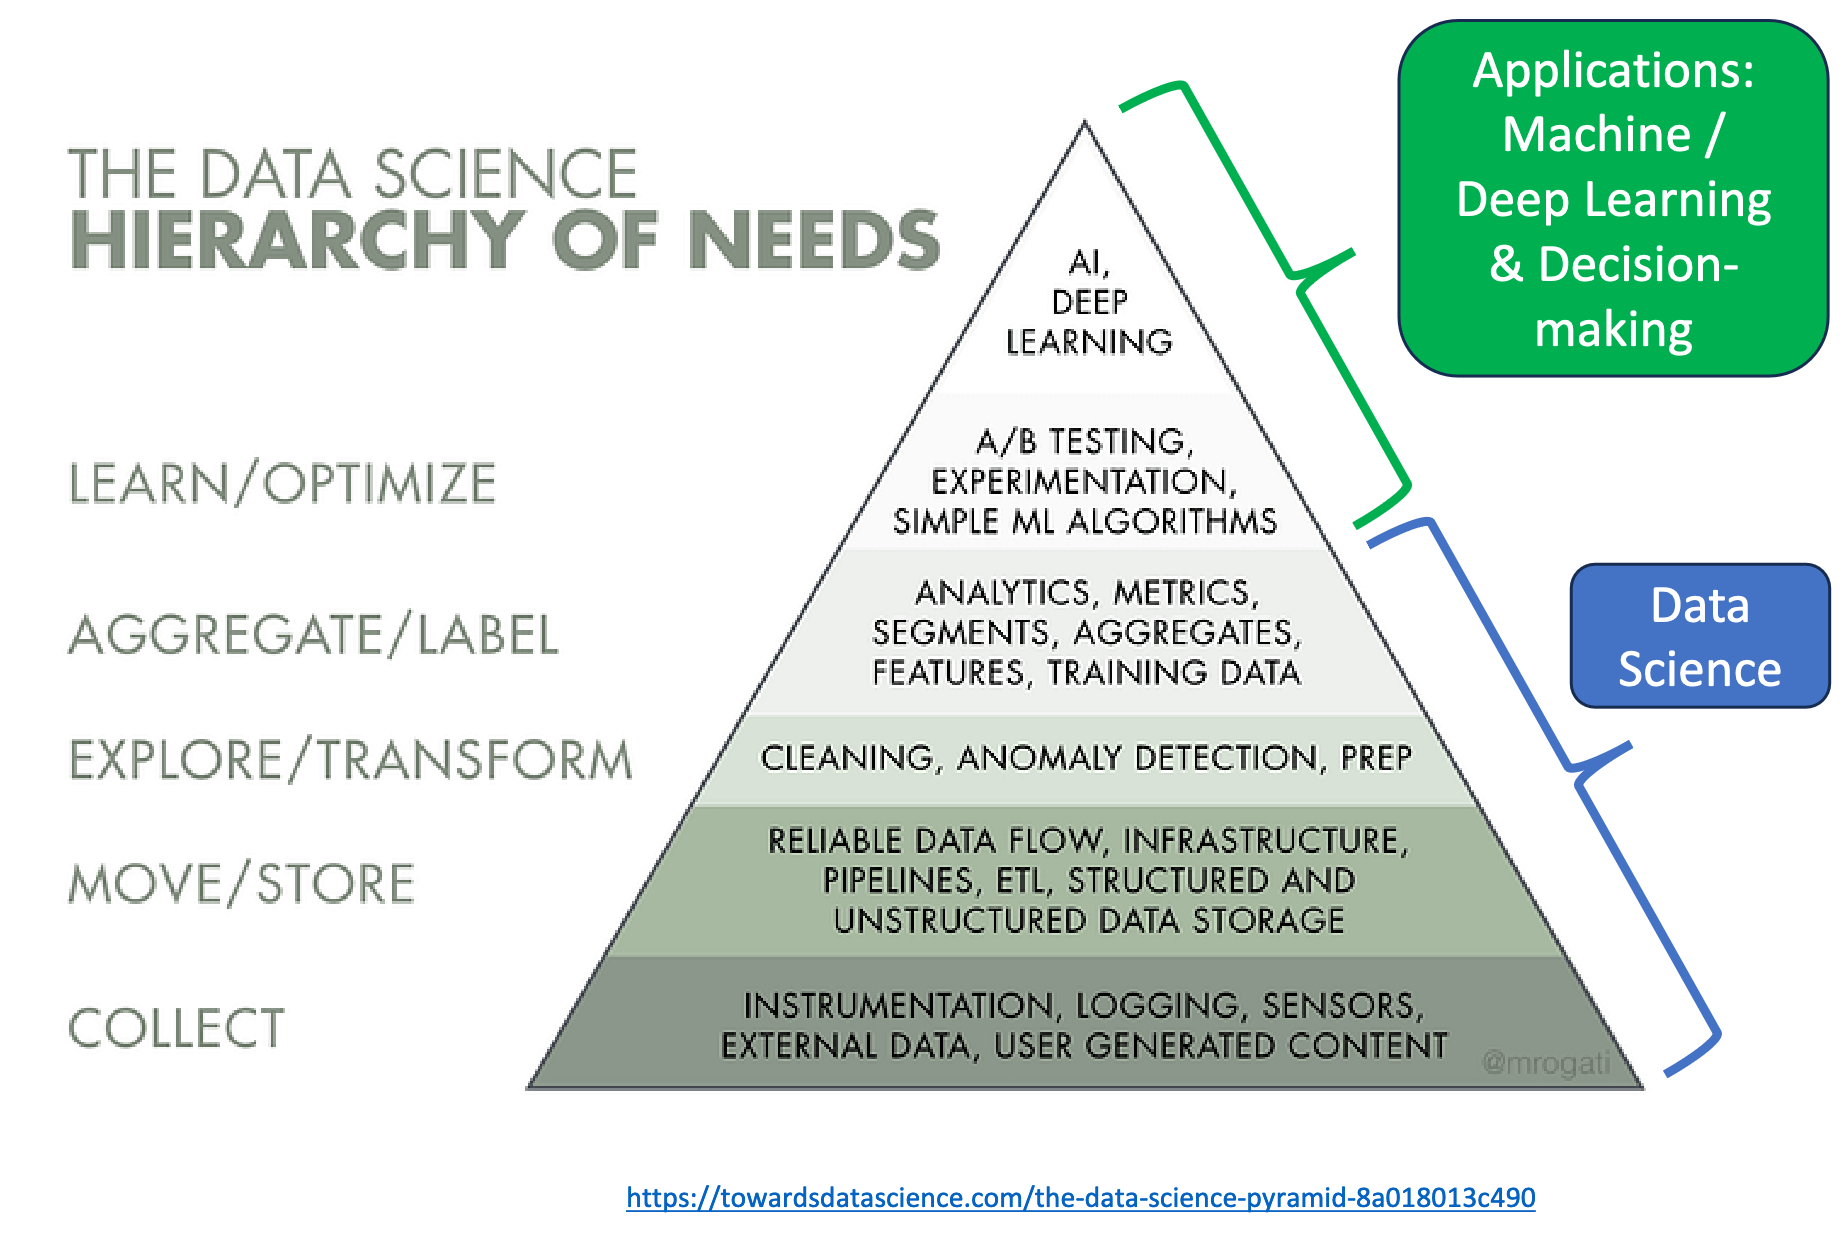 THE DATA SCIENCE
HIERARCHY OF NEEDS
Applications:
Machine /
Deep Learning
& Decision-
making
AI,
DEEP
LEARNING
LEARN/OPTIMIZE
A/B TESTING,
EXPERIMENTATION,
SIMPLE ML ALGORITHMS
AGGREGATE/LABEL
ANALYTICS, METRICS,
SEGMENTS, AGGREGATES,
FEATURES, TRAINING DATA
Data
Science
EXPLORE/TRANSFORM
CLEANING, ANOMALY DETECTION, PREP
MOVE/STORE
RELIABLE DATA FLOW, INFRASTRUCTURE,
PIPELINES, ETL, STRUCTURED AND
UNSTRUCTURED DATA STORAGE
COLLECT
INSTRUMENTATION, LOGGING, SENSORS,
EXTERNAL DATA, USER GENERATED CONTENT
@mrogati
https://towardsdatascience.com/the-data-science-pyramid-8a018013c490